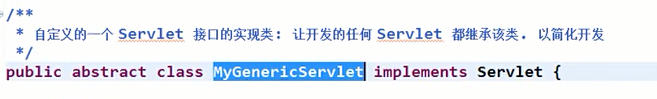 /**
 * 自定义的一个 Servlet 接口的实现类: 让开发的任何 Servlet 都继承该类. 以简化开发
 */
public abstract class MyGenericServlet implements Servlet {